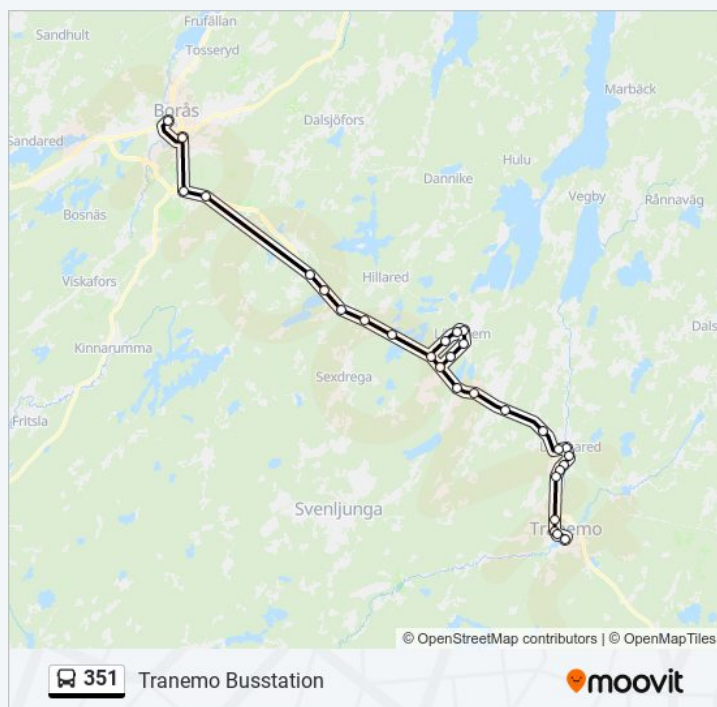 Frufällan
Sandhult
Tosseryd
Marbäck
Borås
Dalsjöfors
Sandared
Hulu
Dannike
Vegby
Rånnaväg
Bosnäs
Hillared
Viskafors
Dals
Kinnarumma
Sexdrega
Fritsla
Svenljunga
Tranemo
© OpenStreetMap contributors | © OpenMapTiles
351 Tranemo Busstation
moovit